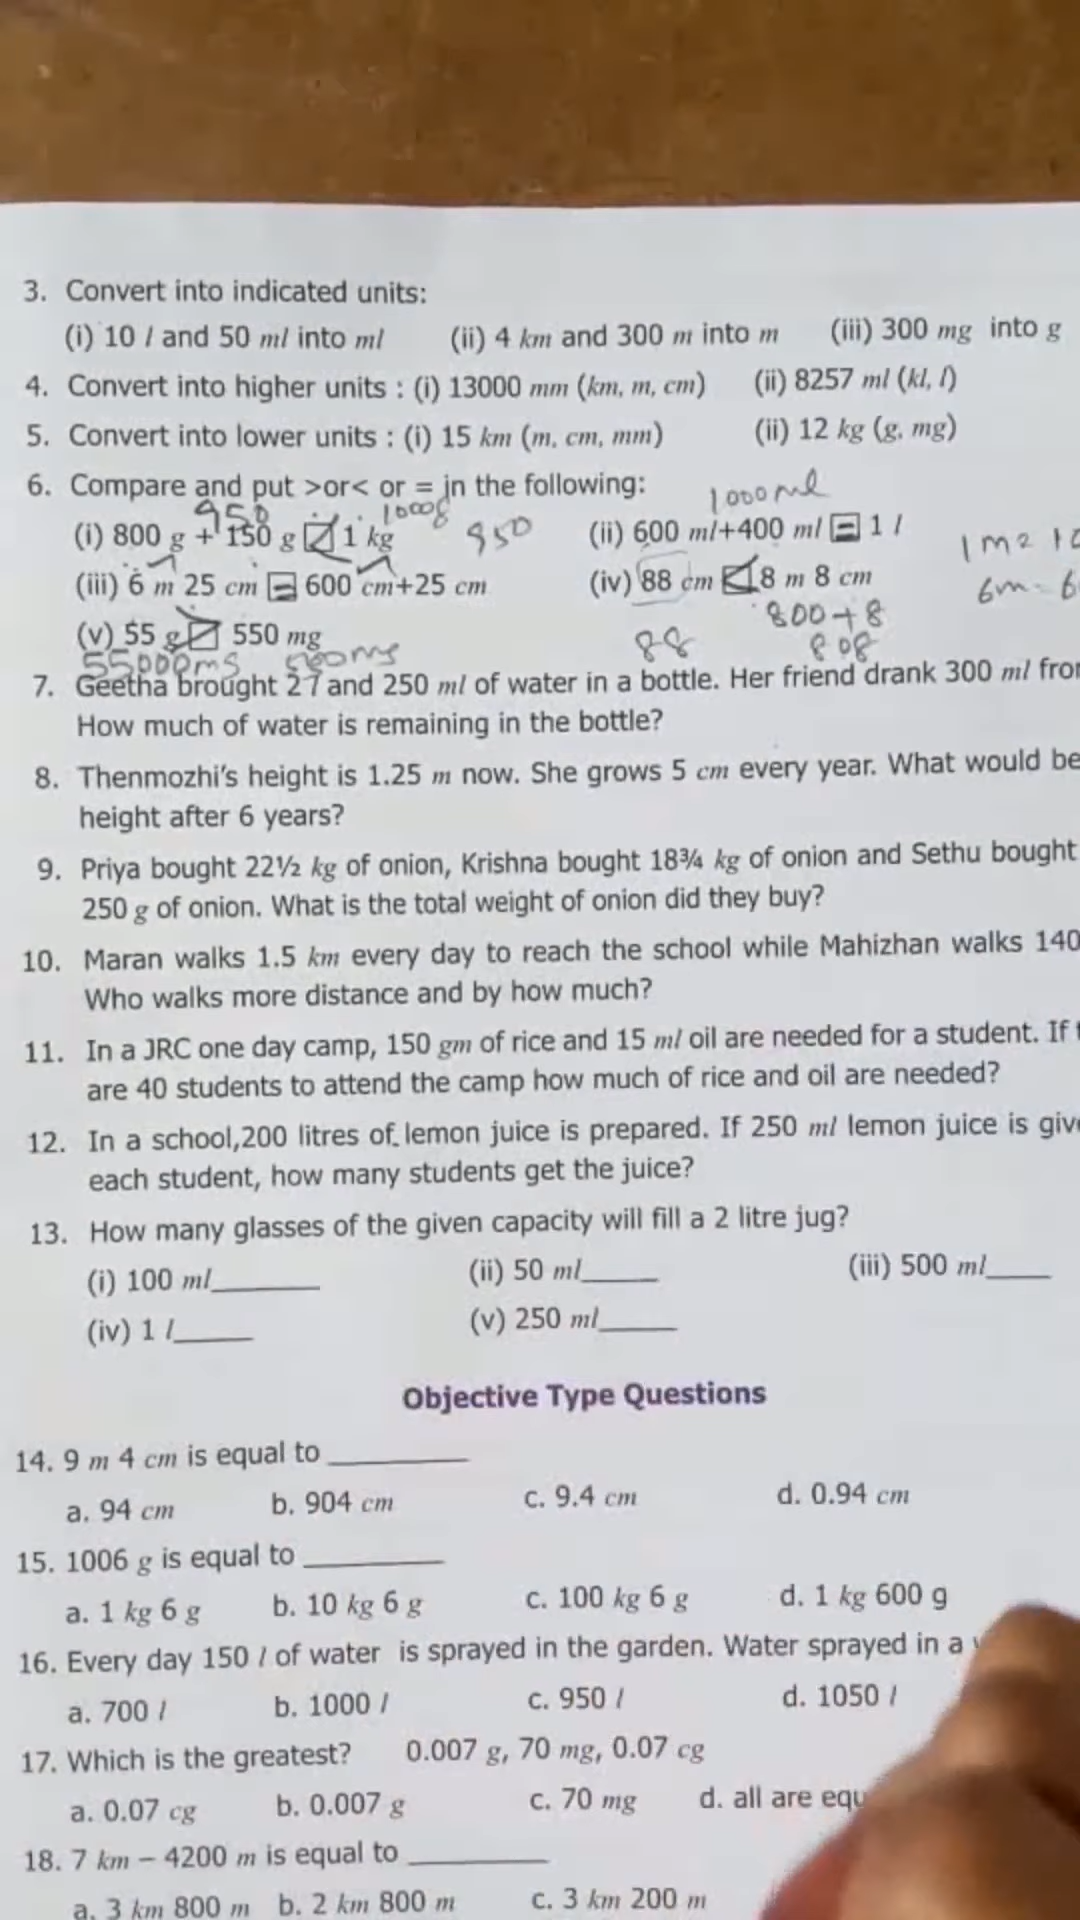 3. Convert into indicated units:
(i) 10 l and 50 ml into ml (ii) 4 km and 300 m into m (iii) 300 mg into g
4. Convert into higher units : (i) 13000 mm (km, m, cm) (ii) 8257 ml (kl, l)
5. Convert into lower units : (i) 15 km (m, cm, mm) (ii) 12 kg (g, mg)
6. Compare and put >or< or = in the following:
950 1000g 1000ml
(i) 800 g + 150 g < 1 kg 950 (ii) 600 ml+400 ml = 1 l
(iii) 6 m 25 cm = 600 cm+25 cm (iv) 88 cm < 8 m 8 cm
800+8
(v) 55 g > 550 mg 88 808
7. Geetha brought 2 l and 250 ml of water in a bottle. Her friend drank 300 ml
How much of water is remaining in the bottle?
8. Thenmozhi's height is 1.25 m now. She grows 5 cm every year. What would be
height after 6 years?
9. Priya bought 22½ kg of onion, Krishna bought 18¾ kg of onion and Sethu bought
250 g of onion. What is the total weight of onion did they buy?
10. Maran walks 1.5 km every day to reach the school while Mahizhan walks 140
Who walks more distance and by how much?
11. In a JRC one day camp, 150 gm of rice and 15 ml oil are needed for a student. If
are 40 students to attend the camp how much of rice and oil are needed?
12. In a school,200 litres of lemon juice is prepared. If 250 ml lemon juice is giv
each student, how many students get the juice?
13. How many glasses of the given capacity will fill a 2 litre jug?
(i) 100 ml______ (ii) 50 ml_____ (iii) 500 ml____
(iv) 1 l_____ (v) 250 ml_____
Objective Type Questions
14. 9 m 4 cm is equal to ________
a. 94 cm b. 904 cm c. 9.4 cm d. 0.94 cm
15. 1006 g is equal to ________
a. 1 kg 6 g b. 10 kg 6 g c. 100 kg 6 g d. 1 kg 600 g
16. Every day 150 l of water is sprayed in the garden. Water sprayed in a
a. 700 l b. 1000 l c. 950 l d. 1050 l
17. Which is the greatest? 0.007 g, 70 mg, 0.07 cg
a. 0.07 cg b. 0.007 g c. 70 mg d. all are equ
18. 7 km – 4200 m is equal to ________
a. 3 km 800 m b. 2 km 800 m c. 3 km 200 m